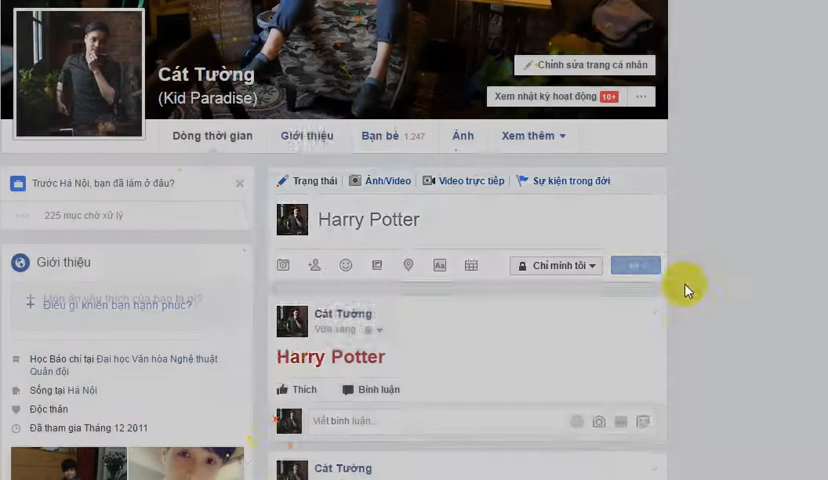 Cát Tường
(Kid Paradise)
Chỉnh sửa trang cá nhân
Xem nhật ký hoạt động 10+
Dòng thời gian
Giới thiệu
Bạn bè 1.247
Ảnh
Xem thêm
Trước Hà Nội, bạn đã làm ở đâu?
225 mục chờ xử lý
Giới thiệu
Điều gì khiến bạn hạnh phúc?
Học Báo chí tại Đại học Văn hóa Nghệ thuật
Quân đội
Sống tại Hà Nội
Độc thân
Đã tham gia Tháng 12 2011
Trạng thái
Ảnh/Video
Video trực tiếp
Sự kiện trong đời
Harry Potter
Aa
Chỉ mình tôi
Cát Tường
Vừa xong
Harry Potter
Thích
Bình luận
Viết bình luận...
Cát Tường